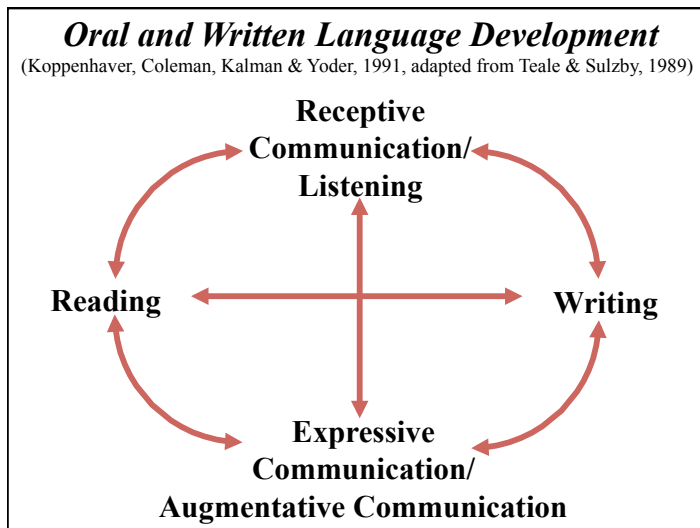 Oral and Written Language Development
(Koppenhaver, Coleman, Kalman & Yoder, 1991, adapted from Teale & Sulzby, 1989)
Receptive
Communication/
Listening
Reading
Writing
Expressive
Communication/
Augmentative Communication